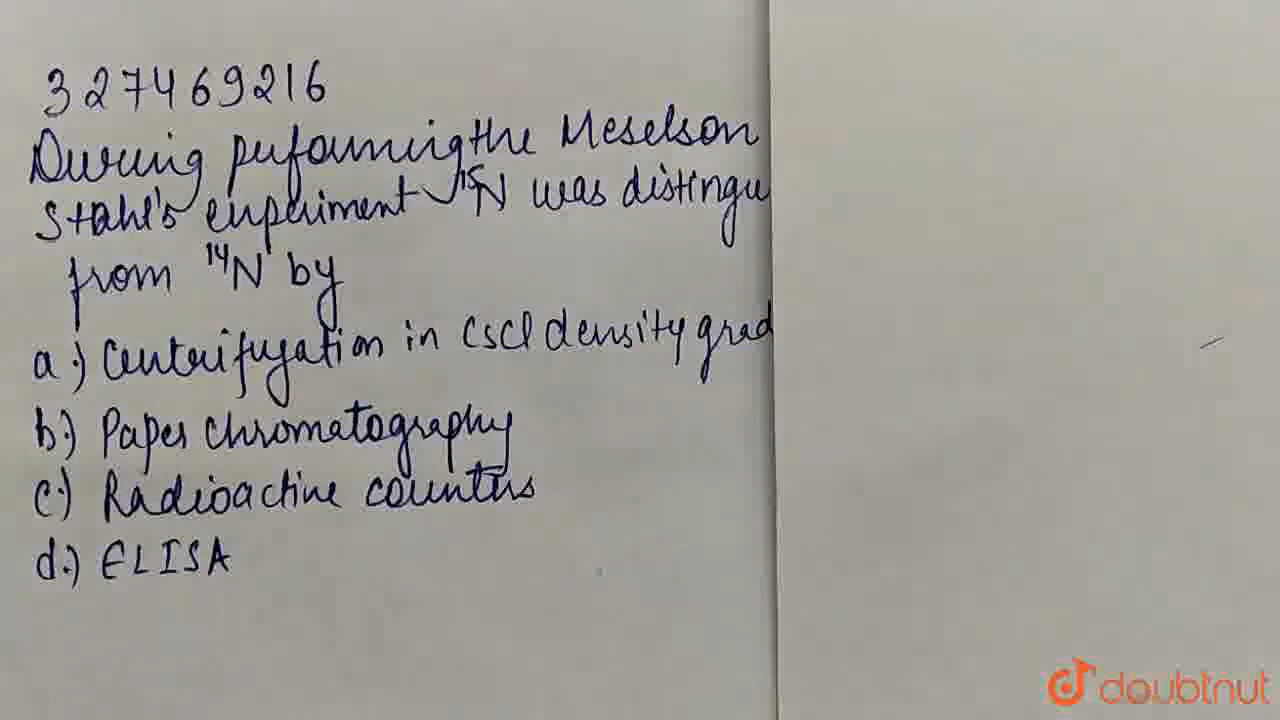 327469216
During performing the Meselson
Stahl's experiment ¹⁵N was distingu
from ¹⁴N by
a.) Centrifugation in CsCl density grad
b.) Paper chromatography
c.) Radioactive counters
d.) ELISA
doubtnut